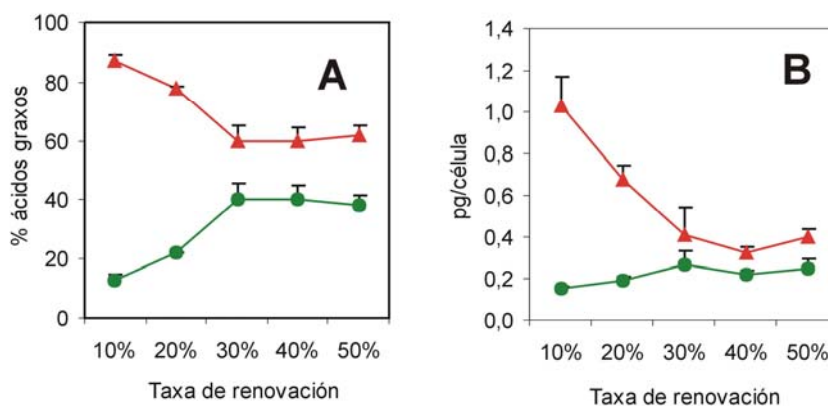 % ácidos graxos
100
80
60
40
20
0
A
10% 20% 30% 40% 50%
Taxa de renovación
pg/célula
1,4
1,2
1,0
0,8
0,6
0,4
0,2
0,0
B
10% 20% 30% 40% 50%
Taxa de renovación